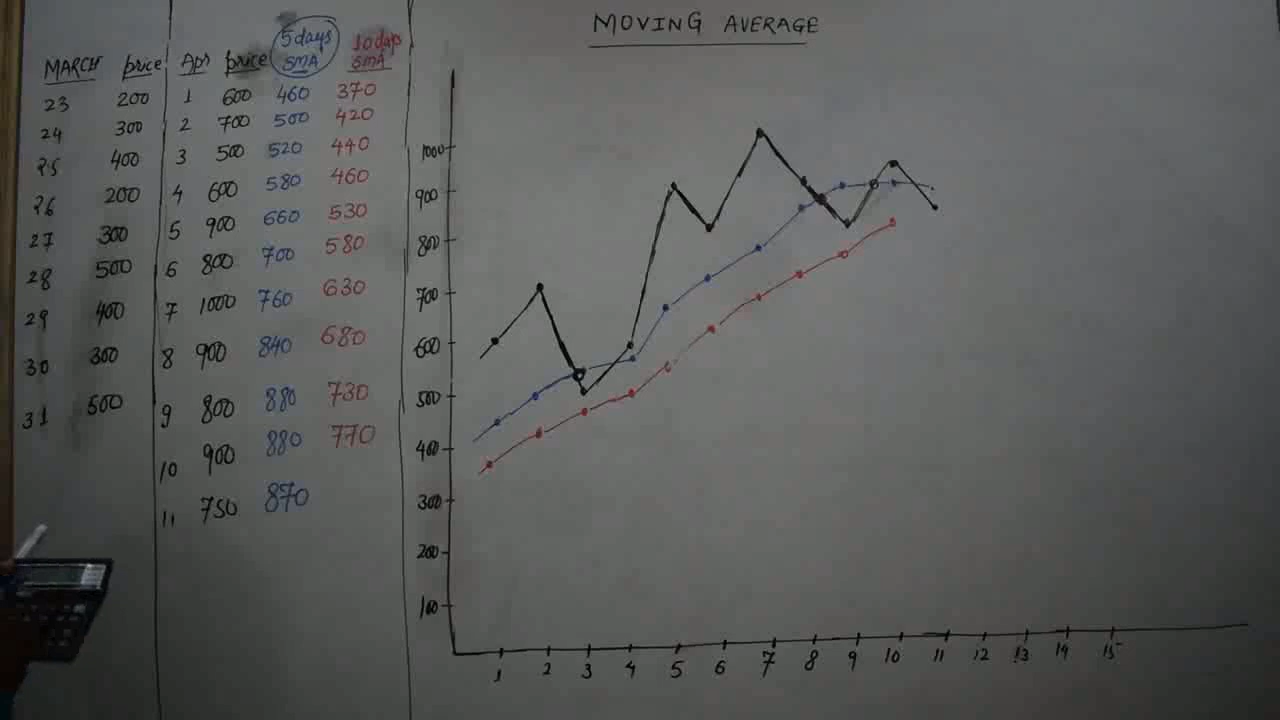 MOVING AVERAGE
MARCH price Apr price 5 days SMA 10 days SMA
23 200 1 600 460 370
24 300 2 700 500 420
25 400 3 500 520 440
26 200 4 600 580 460
27 300 5 900 660 530
28 500 6 800 700 580
29 400 7 1000 760 630
30 300 8 900 840 680
31 500 9 800 880 730
10 900 880 770
11 750 870
1000
900
800
700
600
500
400
300
200
100
1 2 3 4 5 6 7 8 9 10 11 12 13 14 15